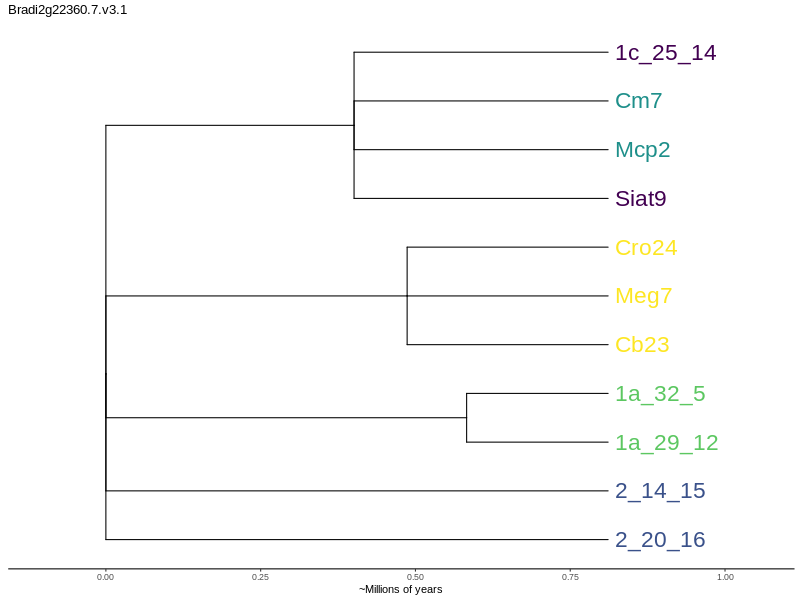 Bradi2g22360.7.v3.1
1c_25_14
Cm7
Mcp2
Siat9
Cro24
Meg7
Cb23
1a_32_5
1a_29_12
2_14_15
2_20_16
0.00 0.25 0.50 0.75 1.00
~Millions of years